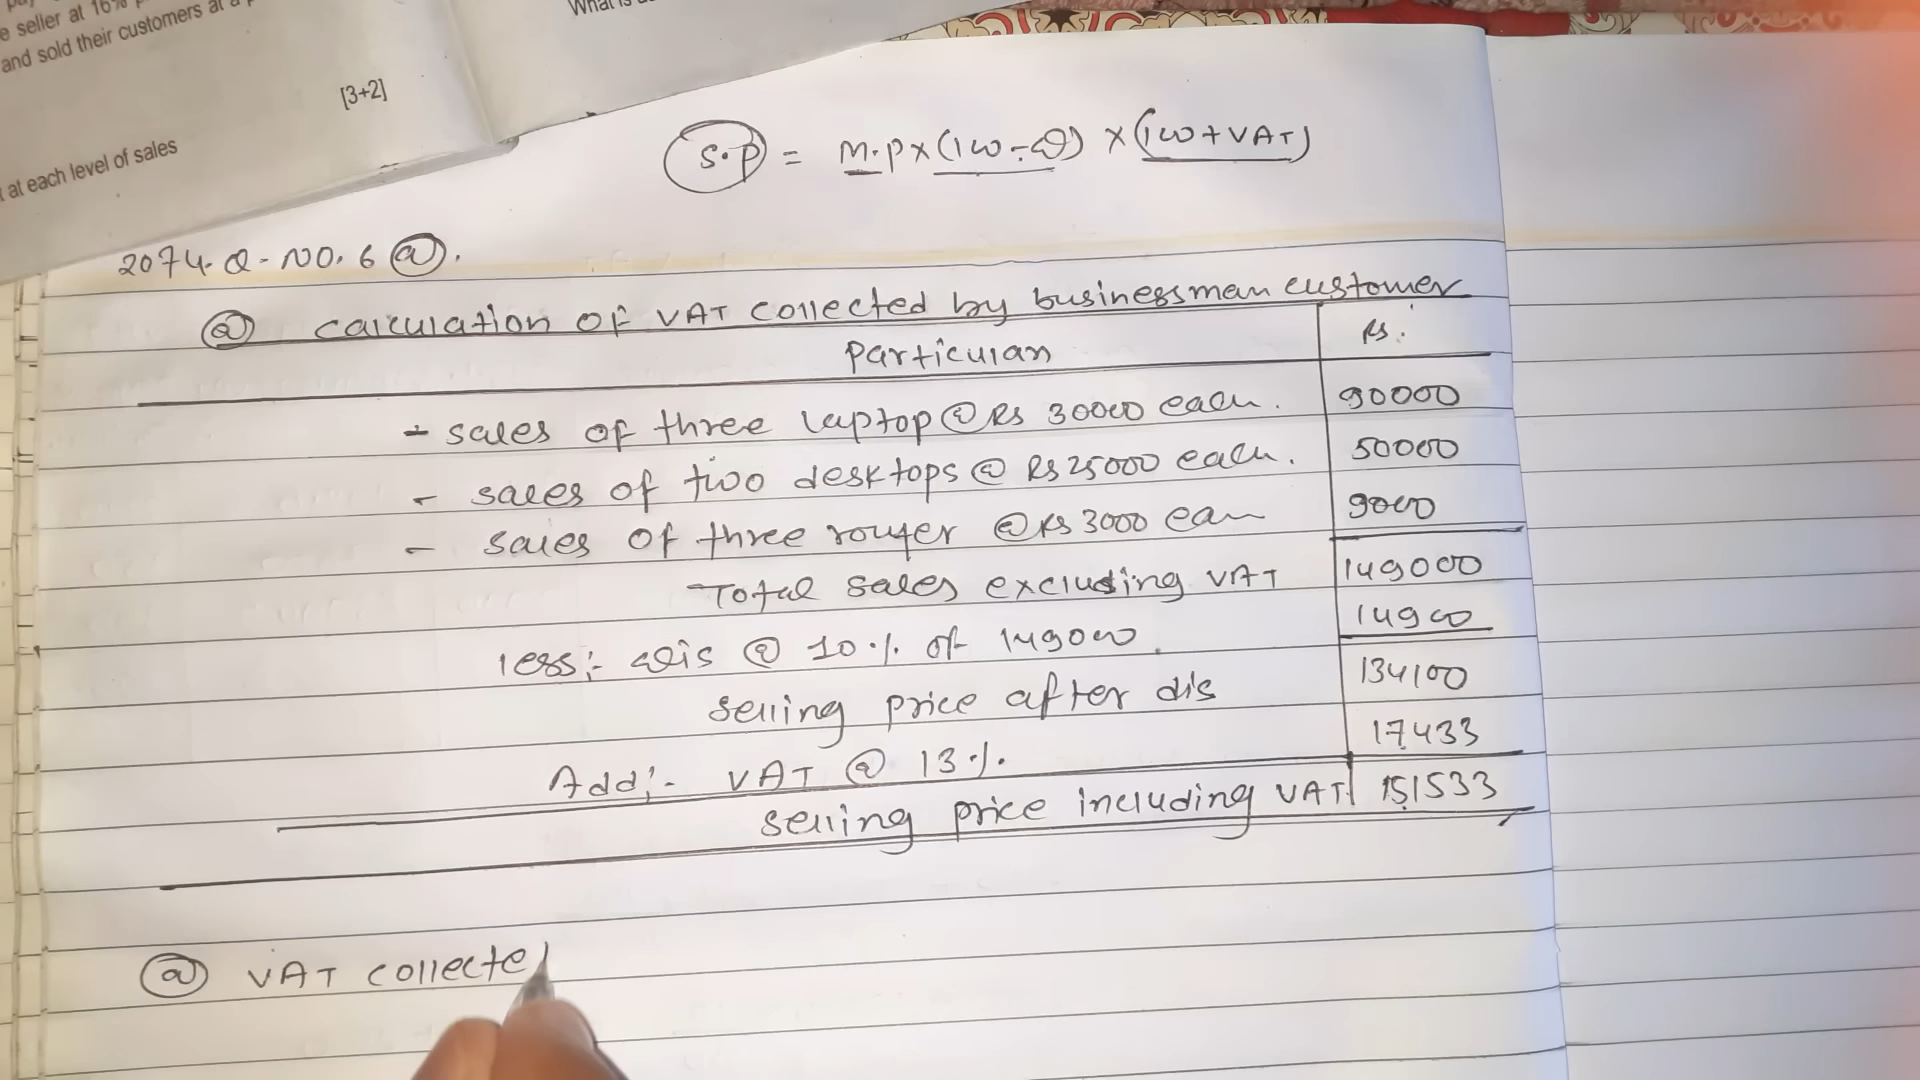 e seller at 16%
and sold their customers at a
[3+2]
at each level of sales
What is
S.P = M.P x (100 - D) x (100 + VAT)
2074. Q. NO. 6 (a).
(a) calculation of VAT collected by businessman customer
Particular Rs.
- sales of three laptop @ Rs 30000 each. 90000
- sales of two desktops @ Rs 25000 each. 50000
- sales of three router @ Rs 3000 each 9000
Total sales excluding VAT 149000
less:- dis @ 10.% of 149000. 14900
selling price after dis 134100
Add:- VAT @ 13.%. 17433
selling price including VAT 151533
(a) VAT collecte